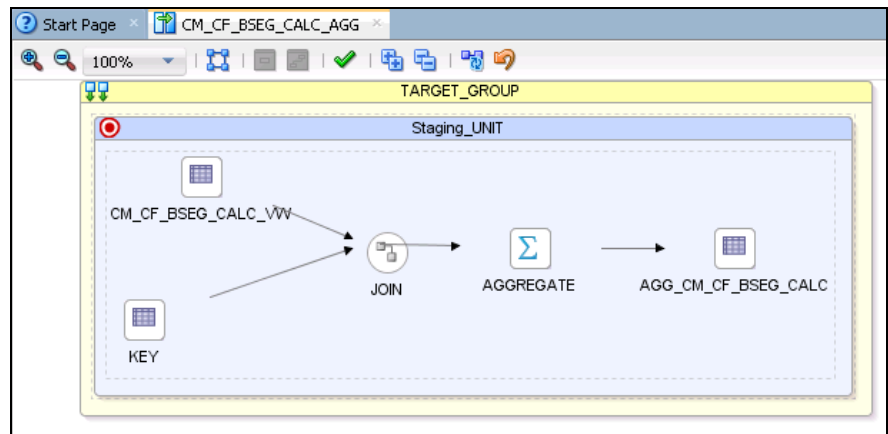 Start Page CM_CF_BSEG_CALC_AGG
100%
TARGET_GROUP
Staging_UNIT
CM_CF_BSEG_CALC_VW
JOIN
AGGREGATE
AGG_CM_CF_BSEG_CALC
KEY